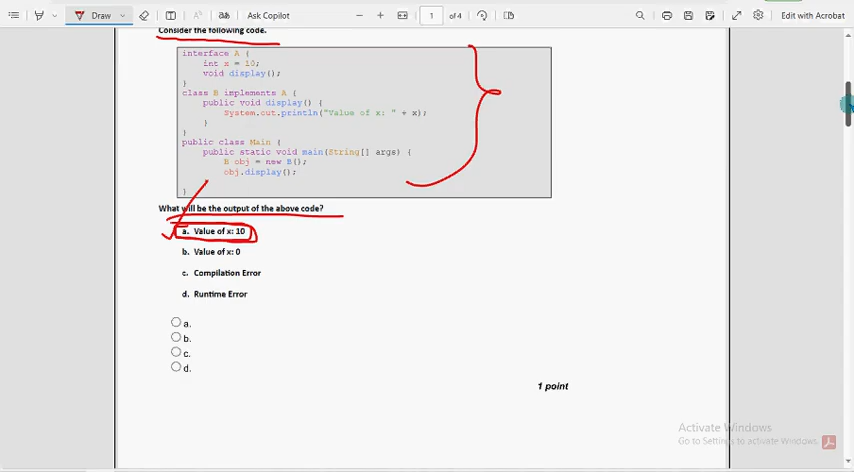 Draw
Ask Copilot
1 of 4
Edit with Acrobat
Consider the following code.
interface A {
int x = 10;
void display();
}
class B implements A {
public void display() {
System.out.println("Value of x: " + x);
}
}
public class Main {
public static void main(String[] args) {
B obj = new B();
obj.display();
}
What will be the output of the above code?
a. Value of x: 10
b. Value of x: 0
c. Compilation Error
d. Runtime Error
a.
b.
c.
d.
1 point
Activate Windows
Go to Settings to activate Windows.